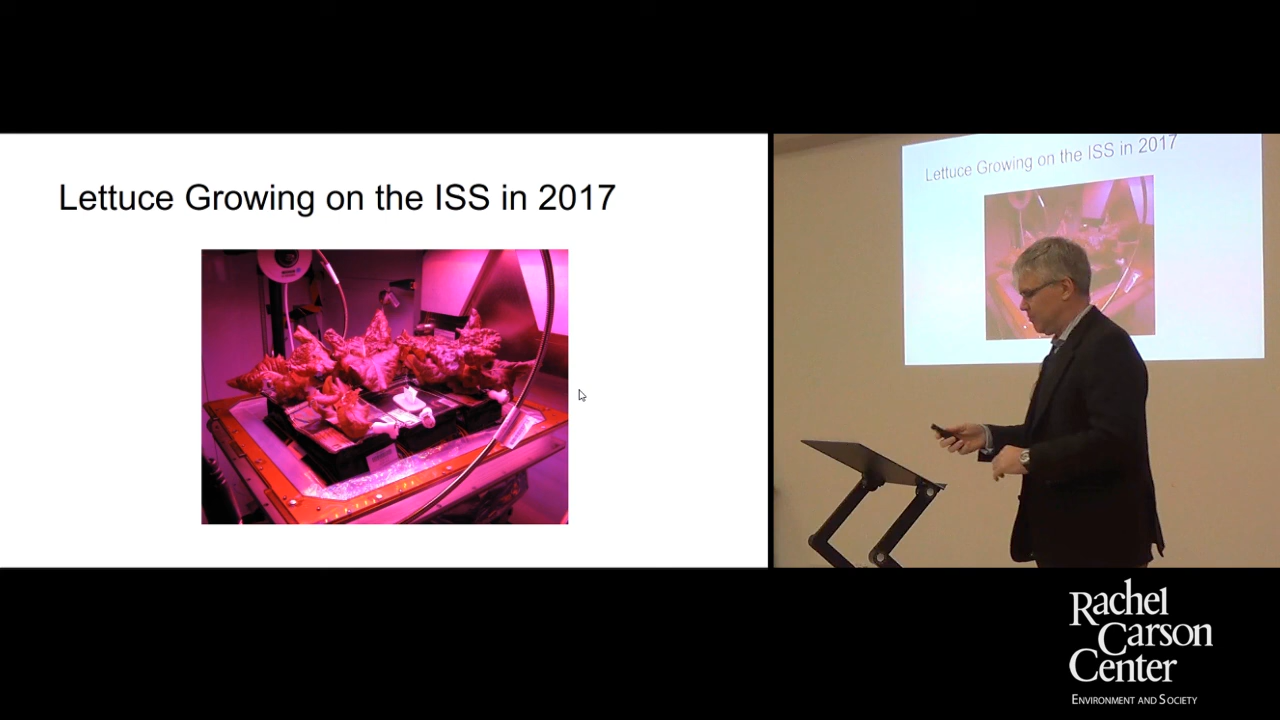 Lettuce Growing on the ISS in 2017
Lettuce Growing on the ISS in 2017
Rachel
Carson
Center
ENVIRONMENT AND SOCIETY